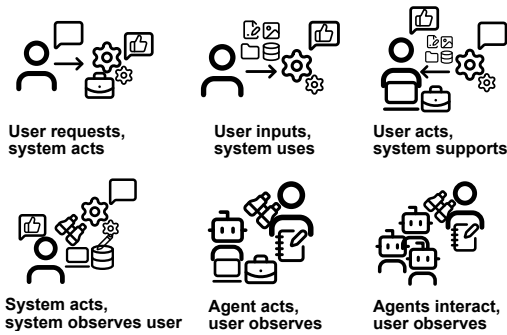 User requests,
system acts
User inputs,
system uses
User acts,
system supports
System acts,
system observes user
Agent acts,
user observes
Agents interact,
user observes